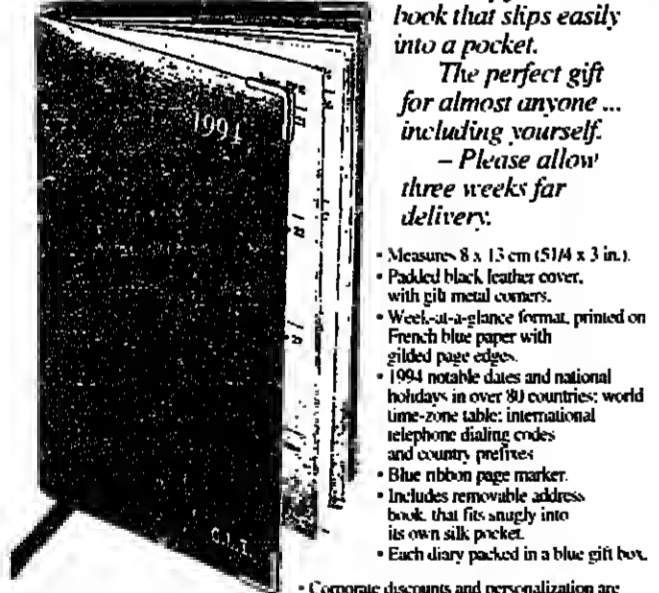 1994
G.L.T.
book that slips easily
into a pocket.
The perfect gift
for almost anyone ...
including yourself.
– Please allow
three weeks for
delivery.
• Measures 8 x 13 cm (51/4 x 3 in.).
• Padded black leather cover,
with gilt metal corners.
• Week-at-a-glance format, printed on
French blue paper with
gilded page edges.
• 1994 notable dates and national
holidays in over 80 countries; world
time-zone table; international
telephone dialing codes
and country prefixes
• Blue ribbon page marker.
• Includes removable address
book that fits snugly into
its own silk pocket.
• Each diary packed in a blue gift box.
• Corporate discounts and personalization are